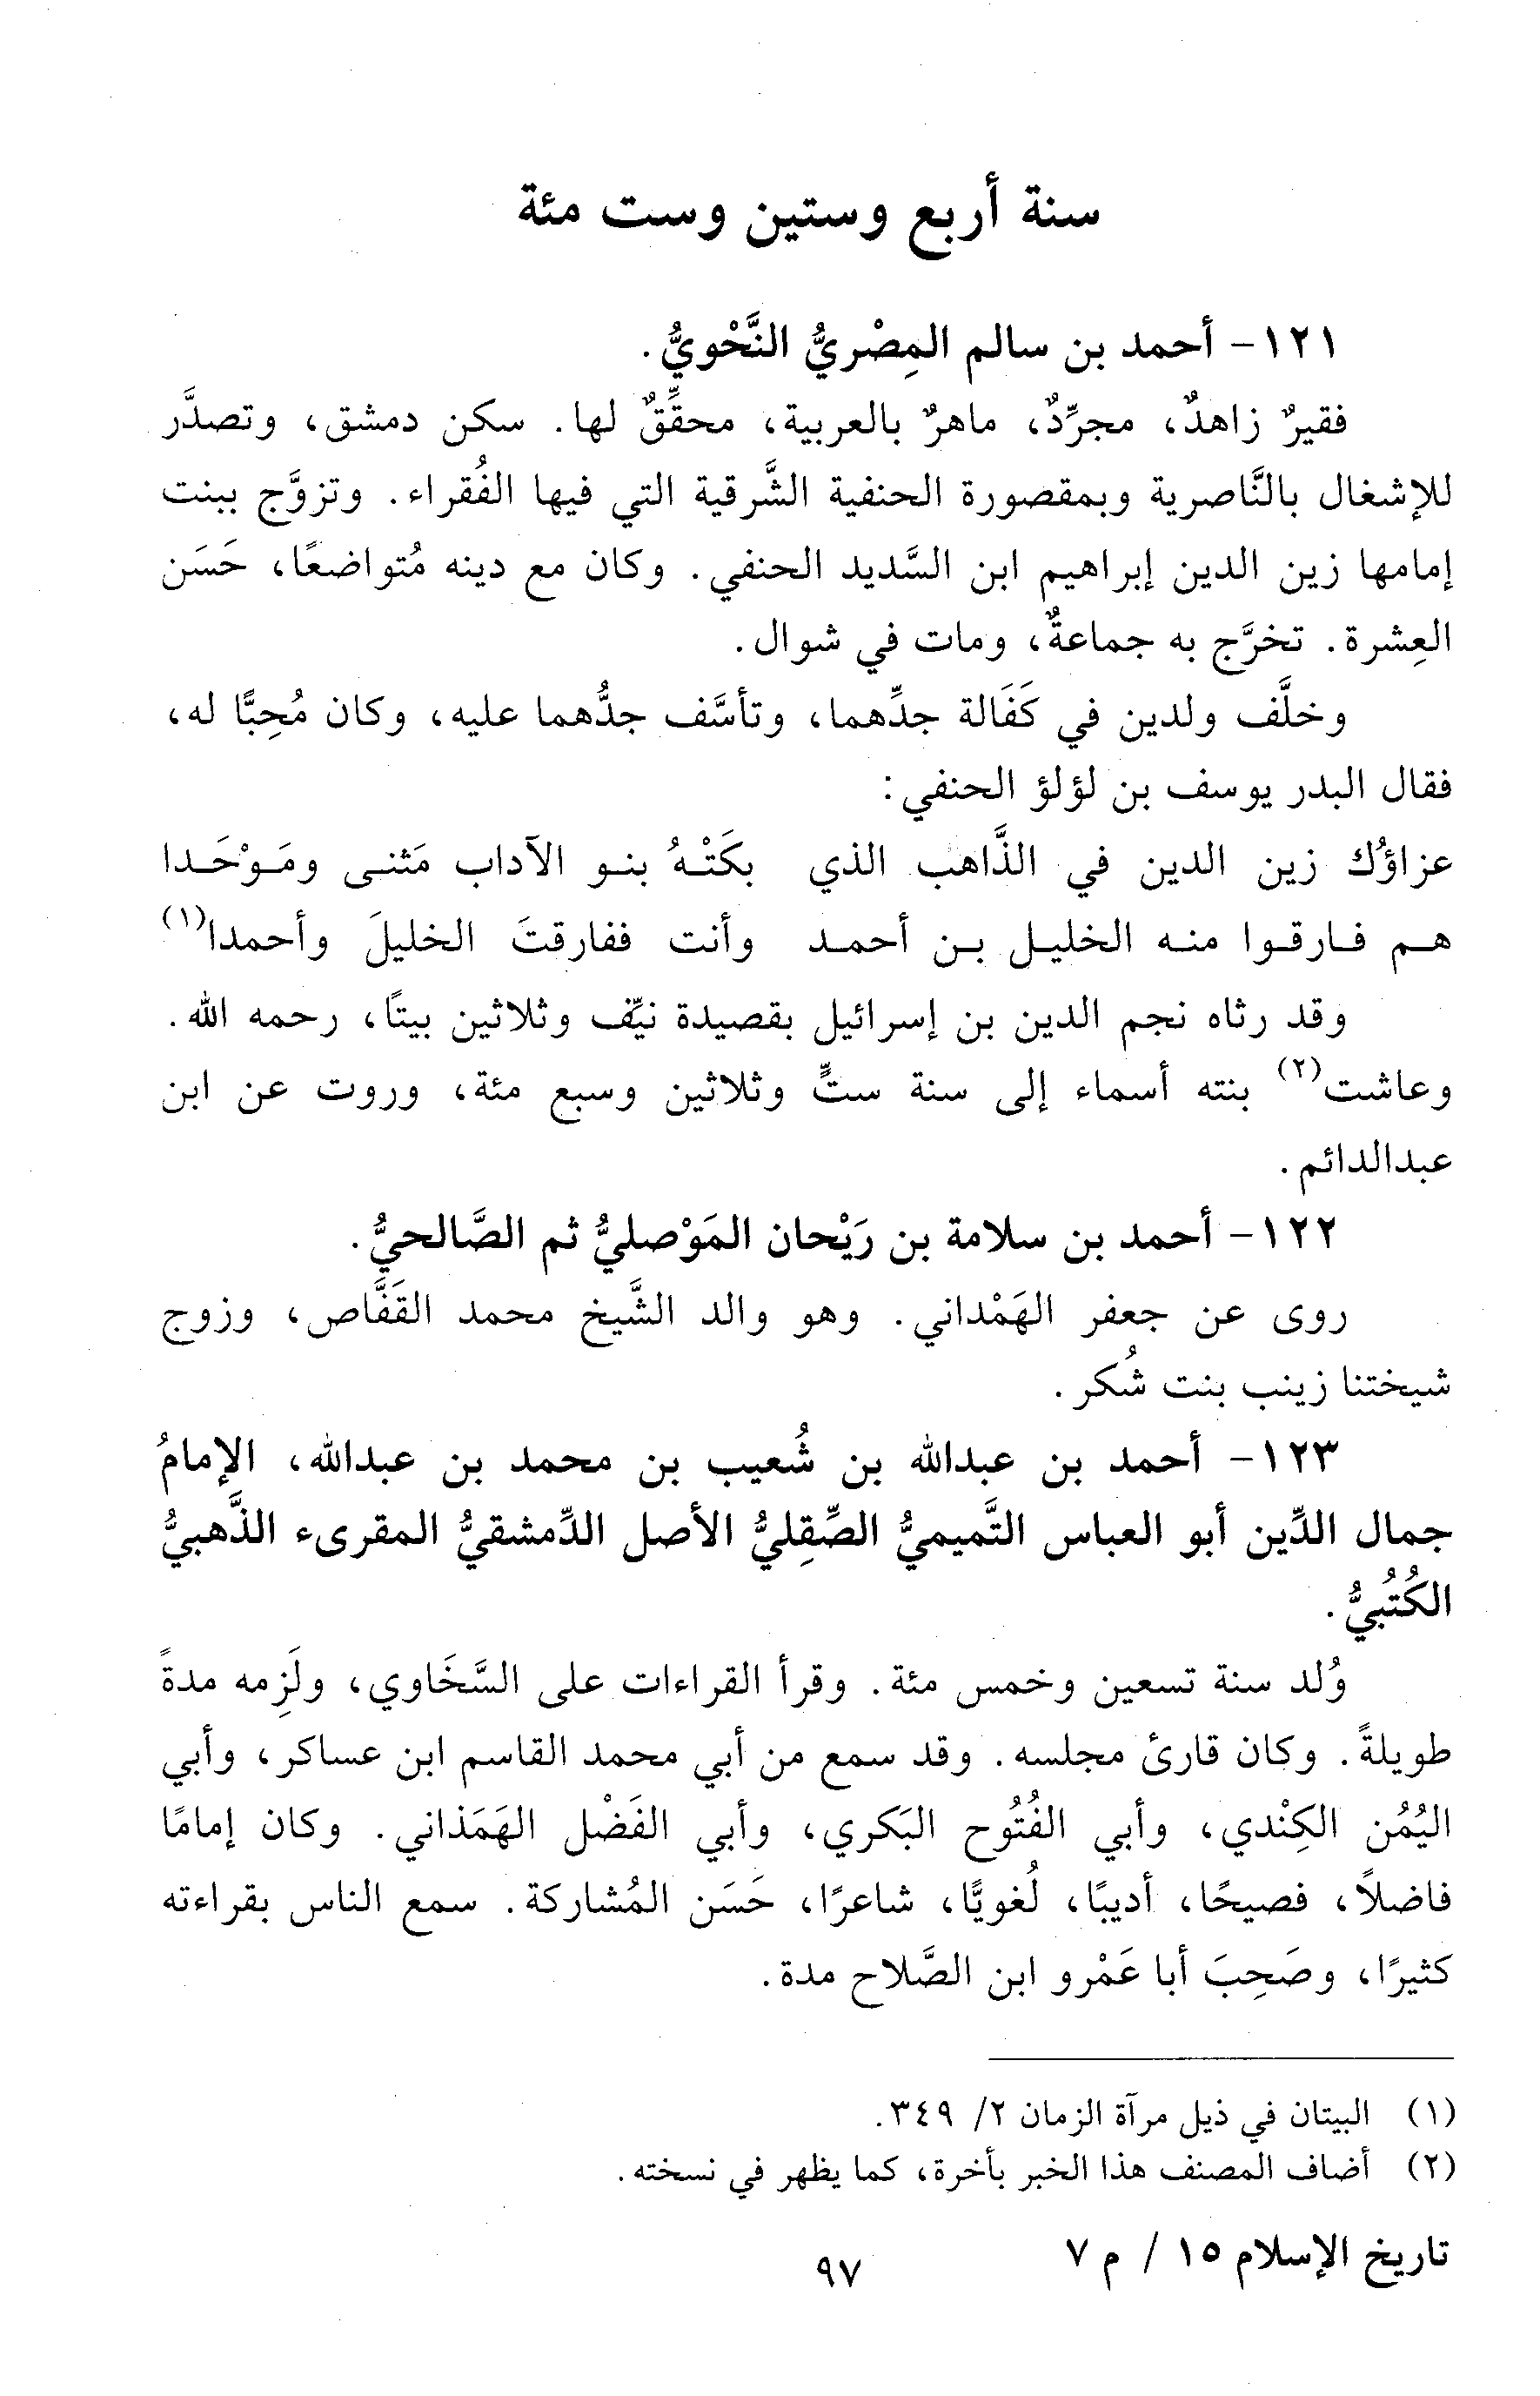 سنة أربع وستين وست مئة
١٢١- أحمد بن سالم المِصْريُّ النَّحْويُّ.
فقيرٌ زاهدٌ، مجرِّدٌ، ماهرٌ بالعربية، محقِّقٌ لها. سكن دمشق، وتصدَّر
للإشغال بالنَّاصرية وبمقصورة الحنفية الشَّرقية التي فيها الفُقراء. وتزوَّج ببنت
إمامها زين الدين إبراهيم ابن السَّديد الحنفي. وكان مع دينه مُتواضعًا، حَسَن
العِشرة. تخرَّج به جماعةٌ، ومات في شوال.
وخلَّف ولدين في كَفَالة جدِّهما، وتأسَّف جدُّهما عليه، وكان مُحِبًّا له،
فقال البدر يوسف بن لؤلؤ الحنفي:
عزاؤُك زين الدين في الذَّاهب الذي بكَتْهُ بنو الآداب مَثنى ومَوْحَدا
هم فارقوا منه الخليل بن أحمد وأنت ففارقتَ الخليلَ وأحمدا(١)
وقد رثاه نجم الدين بن إسرائيل بقصيدة نيِّف وثلاثين بيتًا، رحمه الله.
وعاشت(٢) بنته أسماء إلى سنة ستٍّ وثلاثين وسبع مئة، وروت عن ابن
عبدالدائم.
١٢٢- أحمد بن سلامة بن رَيْحان المَوْصليُّ ثم الصَّالحيُّ.
روى عن جعفر الهَمْداني. وهو والد الشَّيخ محمد القَفَّاص، وزوج
شيختنا زينب بنت شُكر.
١٢٣- أحمد بن عبدالله بن شُعيب بن محمد بن عبدالله، الإمامُ
جمال الدِّين أبو العباس التَّميميُّ الصِّقِليُّ الأصل الدِّمشقيُّ المقرىء الذَّهبيُّ
الكُتُبيُّ.
وُلد سنة تسعين وخمس مئة. وقرأ القراءات على السَّخَاوي، ولَزِمه مدةً
طويلةً. وكان قارئ مجلسه. وقد سمع من أبي محمد القاسم ابن عساكر، وأبي
اليُمُن الكِنْدي، وأبي الفُتُوح البَكري، وأبي الفَضْل الهَمَذاني. وكان إمامًا
فاضلاً، فصيحًا، أديبًا، لُغويًّا، شاعرًا، حَسَن المُشاركة. سمع الناس بقراءته
كثيرًا، وصَحِبَ أبا عَمْرو ابن الصَّلاح مدة.
(١) البيتان في ذيل مرآة الزمان ٢/ ٣٤٩.
(٢) أضاف المصنف هذا الخبر بأخرة، كما يظهر في نسخته.
تاريخ الإسلام ١٥ / م ٧
٩٧